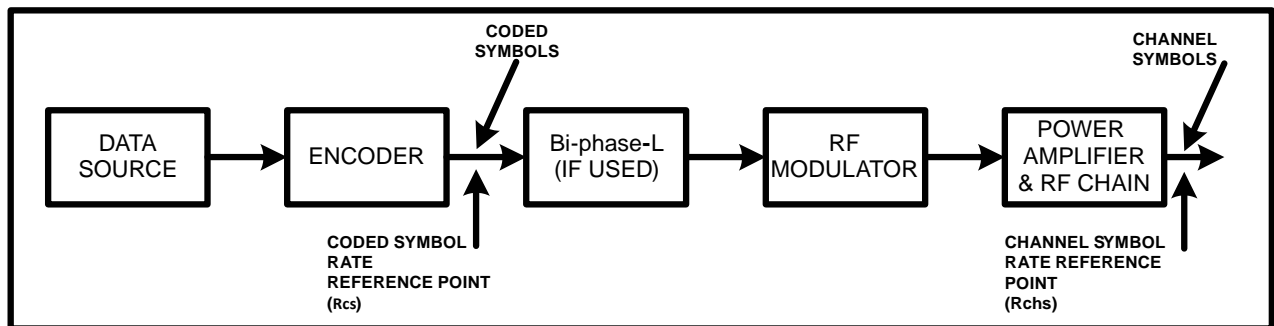 CODED
SYMBOLS
CHANNEL
SYMBOLS
DATA
SOURCE
ENCODER
Bi-phase-L
(IF USED)
RF
MODULATOR
POWER
AMPLIFIER
& RF CHAIN
CODED SYMBOL
RATE
REFERENCE POINT
(Rcs)
CHANNEL SYMBOL
RATE REFERENCE
POINT
(Rchs)